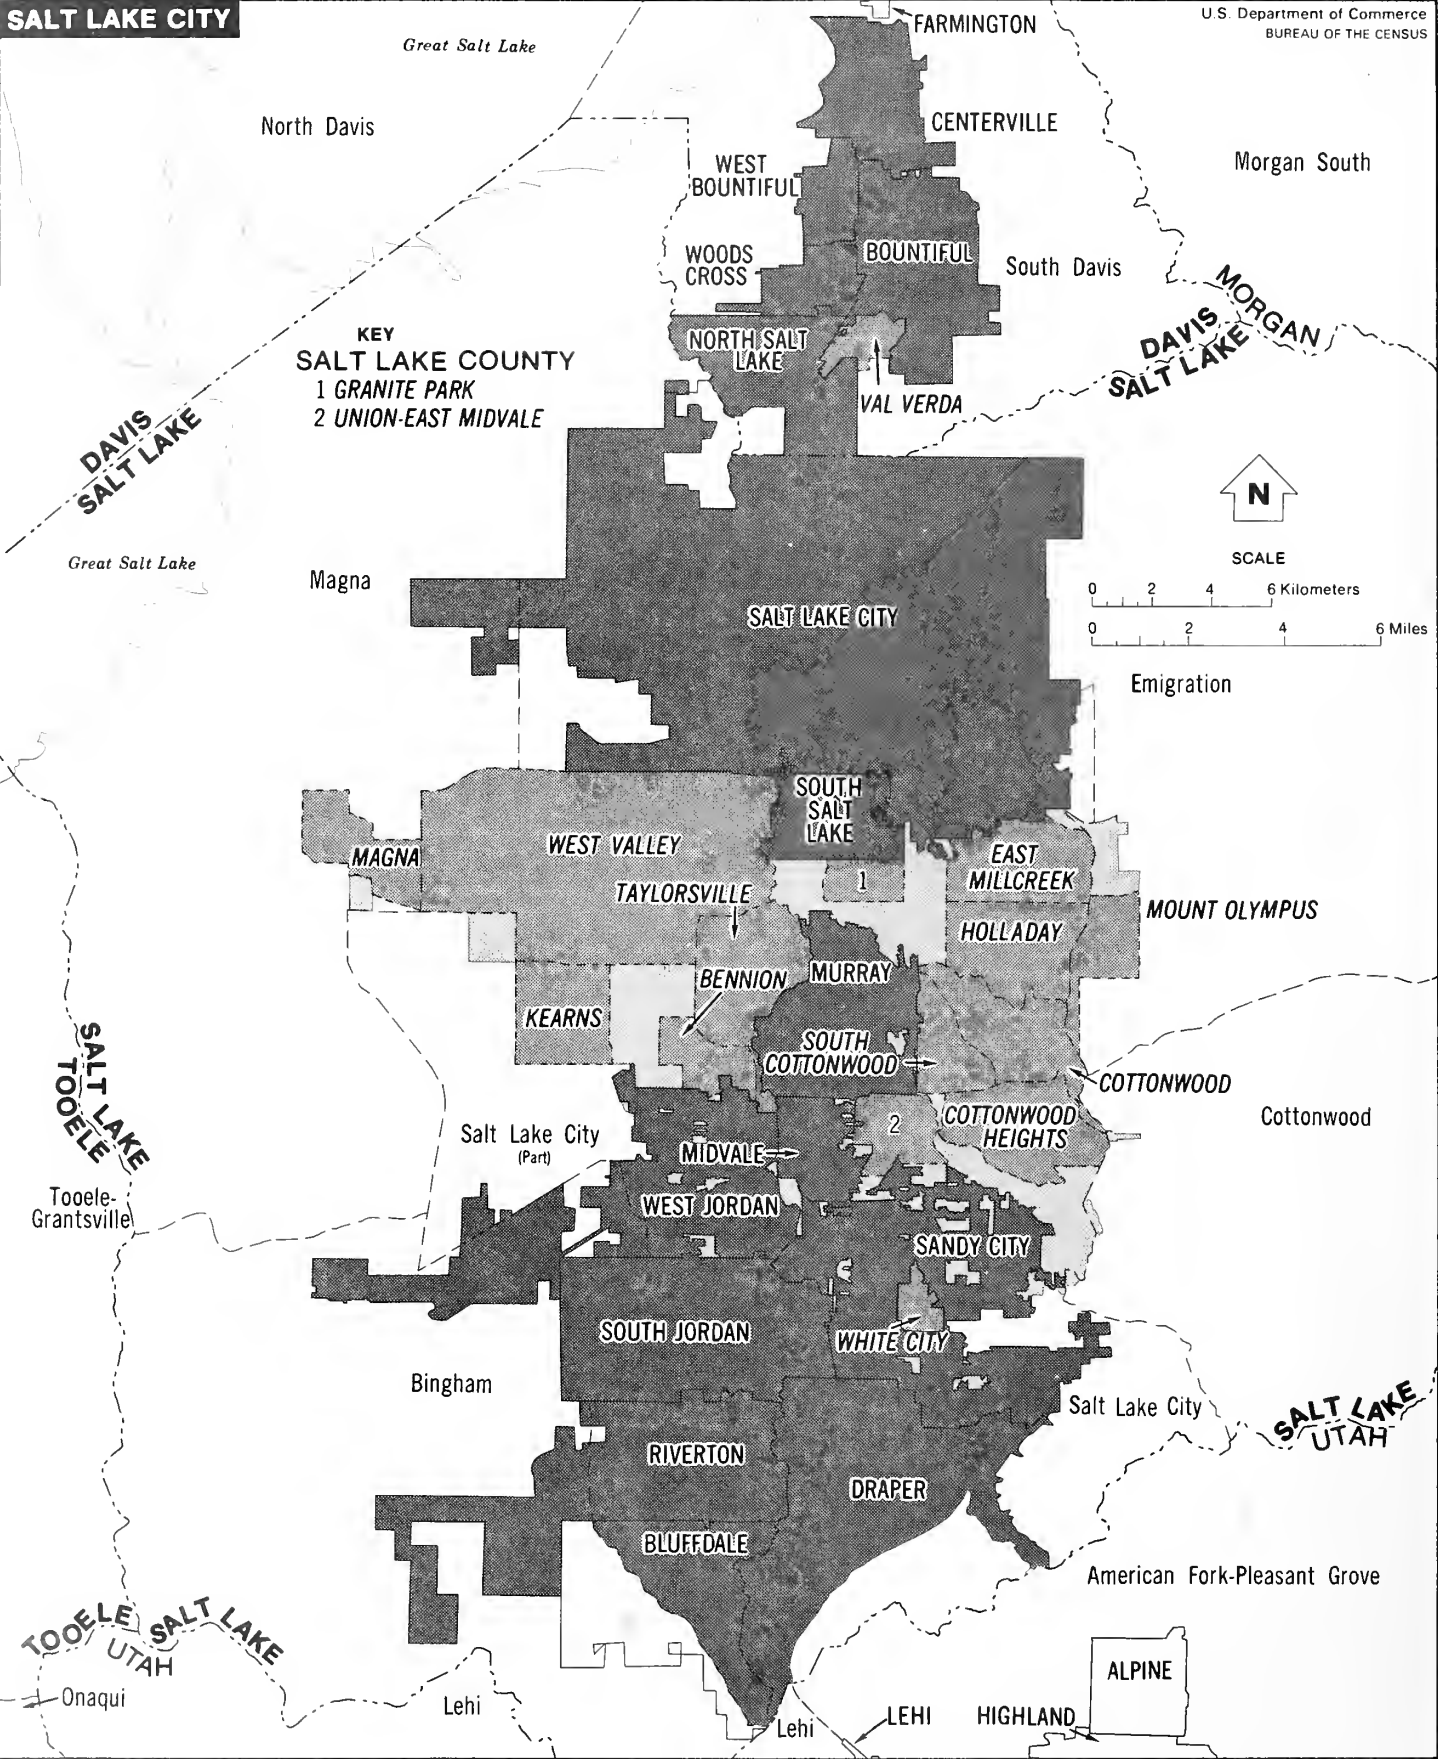 SALT LAKE CITY
U.S. Department of Commerce
BUREAU OF THE CENSUS
FARMINGTON
Great Salt Lake
North Davis
CENTERVILLE
Morgan South
WEST
BOUNTIFUL
BOUNTIFUL
WOODS
CROSS
South Davis
MORGAN
DAVIS
SALT LAKE
KEY
SALT LAKE COUNTY
1 GRANITE PARK
2 UNION-EAST MIDVALE
NORTH SALT
LAKE
VAL VERDA
DAVIS
SALT LAKE
N
SCALE
0 2 4 6 Kilometers
0 2 4 6 Miles
Great Salt Lake
Magna
SALT LAKE CITY
Emigration
SOUTH
SALT
LAKE
WEST VALLEY
MAGNA
EAST
MILLCREEK
1
TAYLORSVILLE
MOUNT OLYMPUS
HOLLADAY
MURRAY
BENNION
KEARNS
SOUTH
COTTONWOOD
COTTONWOOD
SALT LAKE
TOOELE
2
COTTONWOOD
HEIGHTS
Cottonwood
Salt Lake City
(Part)
MIDVALE
Tooele-
Grantsville
WEST JORDAN
SANDY CITY
SOUTH JORDAN
WHITE CITY
Bingham
Salt Lake City
SALT LAKE
UTAH
RIVERTON
DRAPER
BLUFFDALE
American Fork-Pleasant Grove
TOOELE
SALT LAKE
UTAH
Onaqui
Lehi
Lehi
LEHI
HIGHLAND
ALPINE